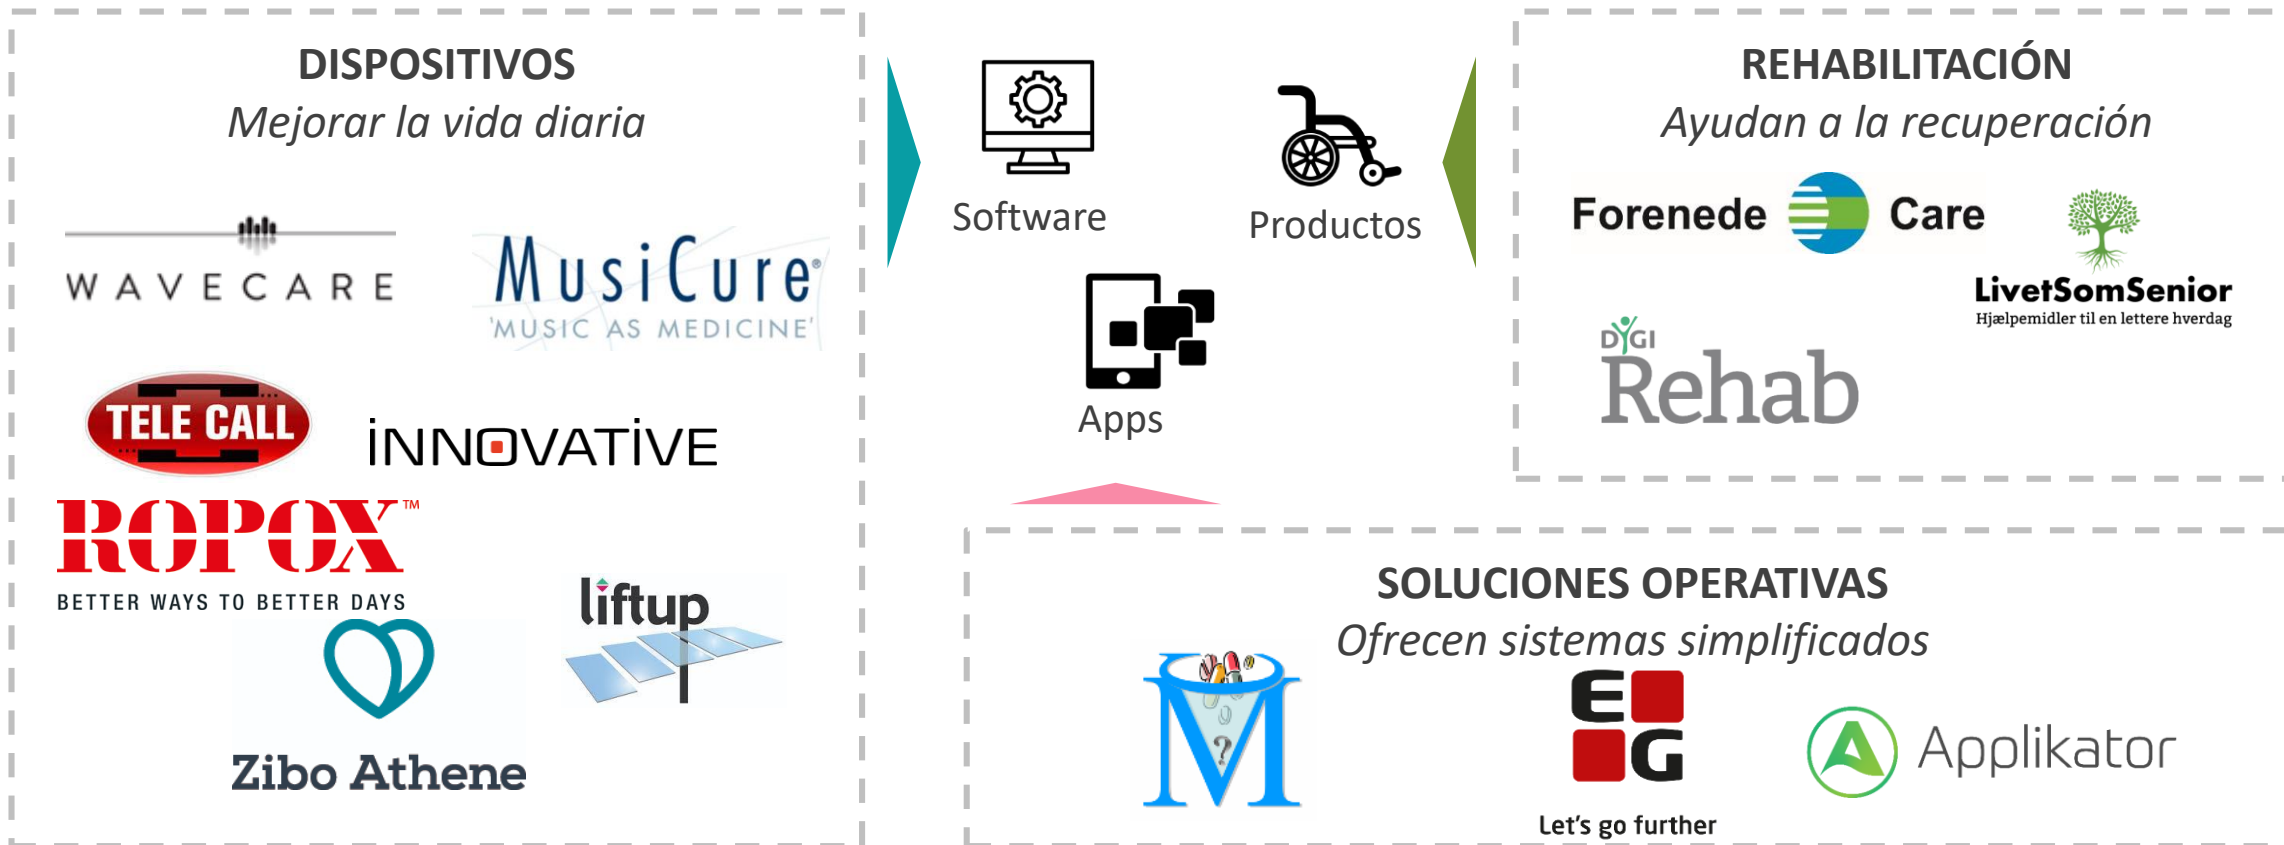 DISPOSITIVOS
Mejorar la vida diaria
WAVECARE
MusiCure®
'MUSIC AS MEDICINE'
TELE CALL
iNNOVATiVE
ROPOX™
BETTER WAYS TO BETTER DAYS
liftup
Zibo Athene
Software
Productos
Apps
REHABILITACIÓN
Ayudan a la recuperación
Forenede Care
LivetSomSenior
Hjælpemidler til en lettere hverdag
DYGI
Rehab
SOLUCIONES OPERATIVAS
Ofrecen sistemas simplificados
M
?
EG
Let's go further
A Applikator